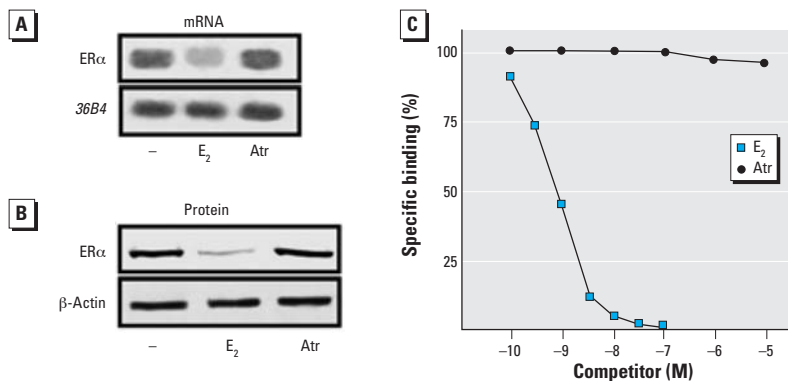 A
mRNA
ERα
36B4
– E₂ Atr
B
Protein
ERα
β-Actin
– E₂ Atr
C
Specific binding (%)
100
75
50
25
E₂
Atr
–10 –9 –8 –7 –6 –5
Competitor (M)